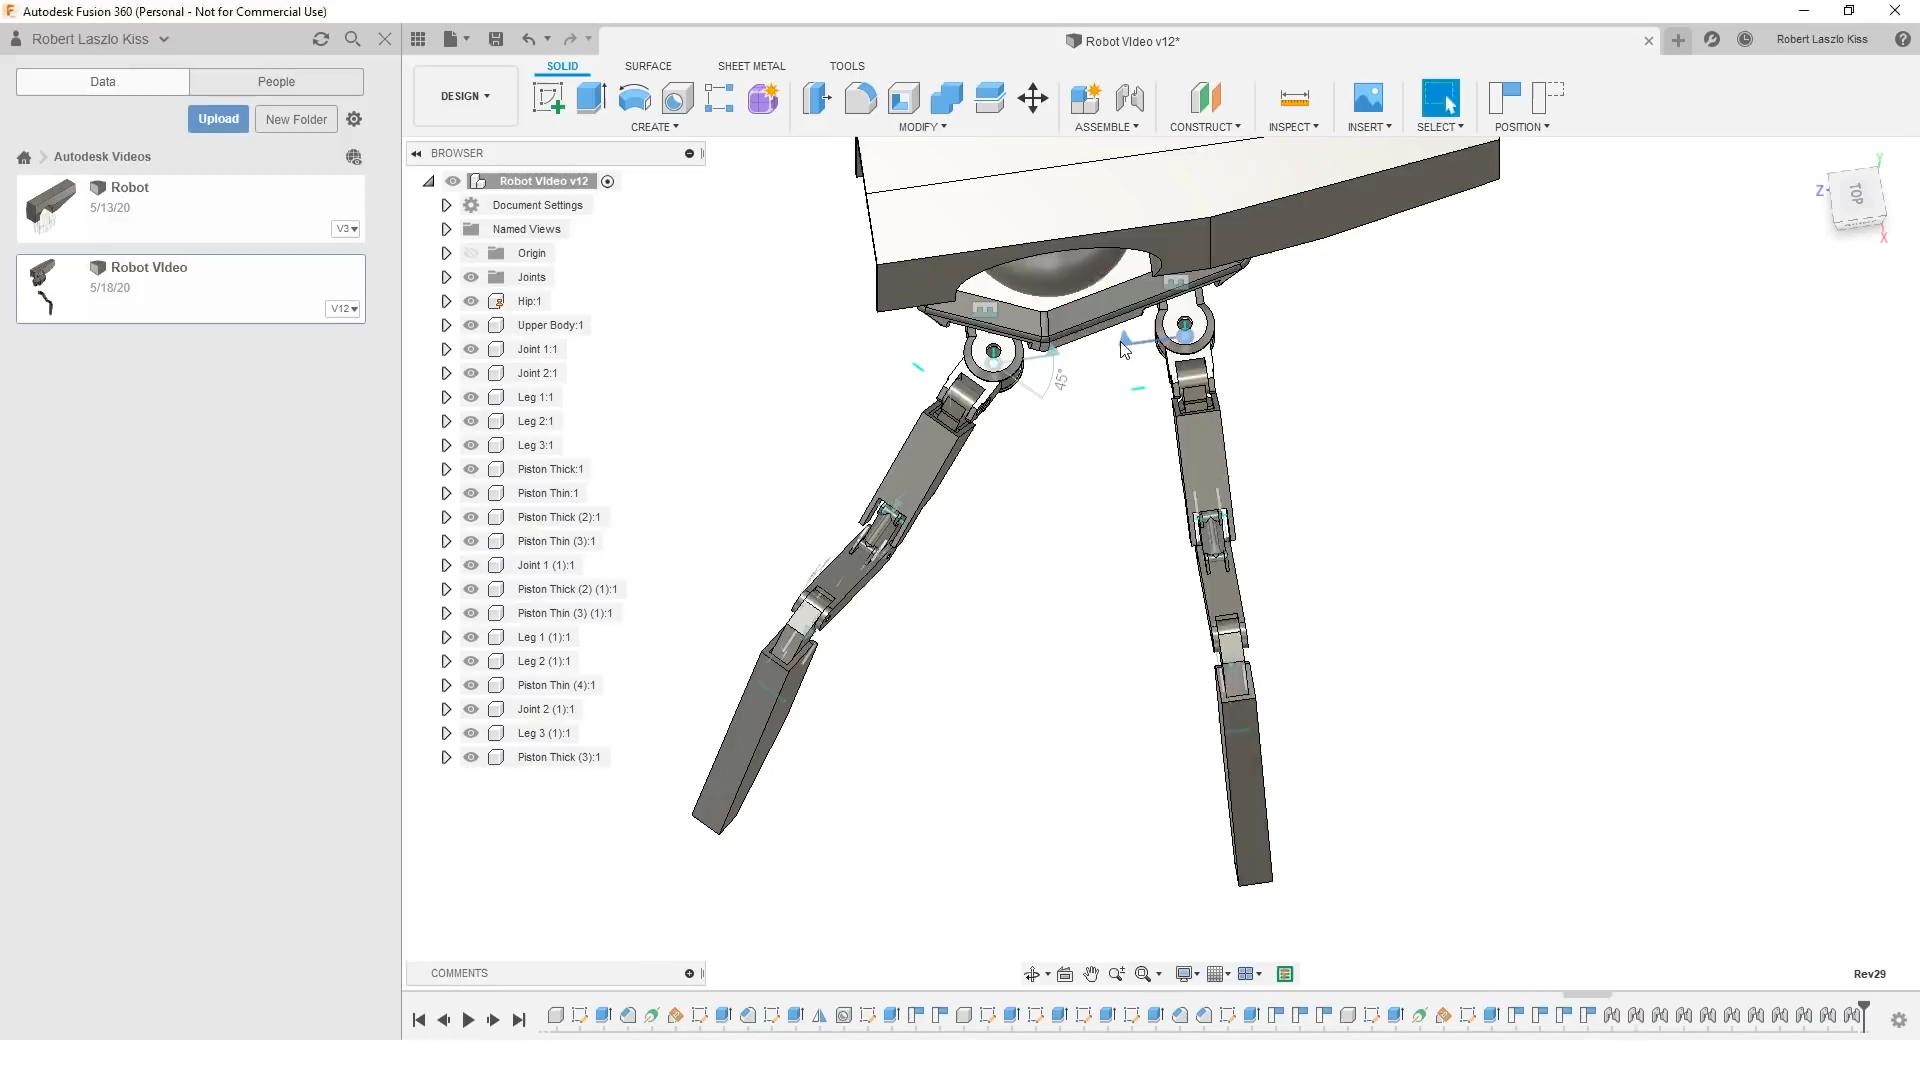 Autodesk Fusion 360 (Personal - Not for Commercial Use)
Robert Laszlo Kiss
Robot VIdeo v12*
Robert Laszlo Kiss
Data
People
Upload
New Folder
Autodesk Videos
Robot
5/13/20
V3
Robot VIdeo
5/18/20
V12
SOLID
SURFACE
SHEET METAL
TOOLS
DESIGN
CREATE
MODIFY
ASSEMBLE
CONSTRUCT
INSPECT
INSERT
SELECT
POSITION
BROWSER
Robot VIdeo v12
Document Settings
Named Views
Origin
Joints
Hip:1
Upper Body:1
Joint 1:1
Joint 2:1
Leg 1:1
Leg 2:1
Leg 3:1
Piston Thick:1
Piston Thin:1
Piston Thick (2):1
Piston Thin (3):1
Joint 1 (1):1
Piston Thick (2) (1):1
Piston Thin (3) (1):1
Leg 1 (1):1
Leg 2 (1):1
Piston Thin (4):1
Joint 2 (1):1
Leg 3 (1):1
Piston Thick (3):1
45°
Y
Z
TOP
X
COMMENTS
Rev29